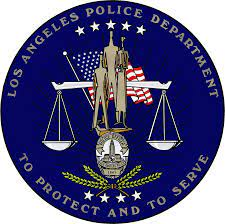 LOS ANGELES POLICE DEPARTMENT
TO PROTECT AND TO SERVE